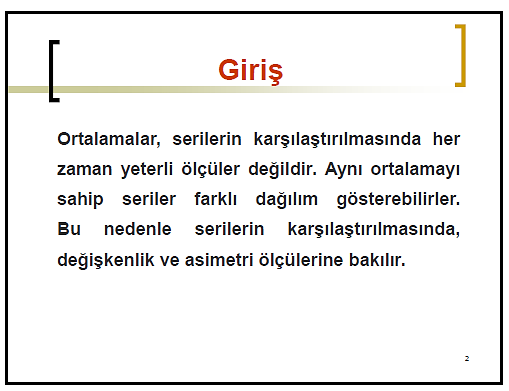 Giriş
Ortalamalar, serilerin karşılaştırılmasında her
zaman yeterli ölçüler değildir. Aynı ortalamayı
sahip seriler farklı dağılım gösterebilirler.
Bu nedenle serilerin karşılaştırılmasında,
değişkenlik ve asimetri ölçülerine bakılır.
2